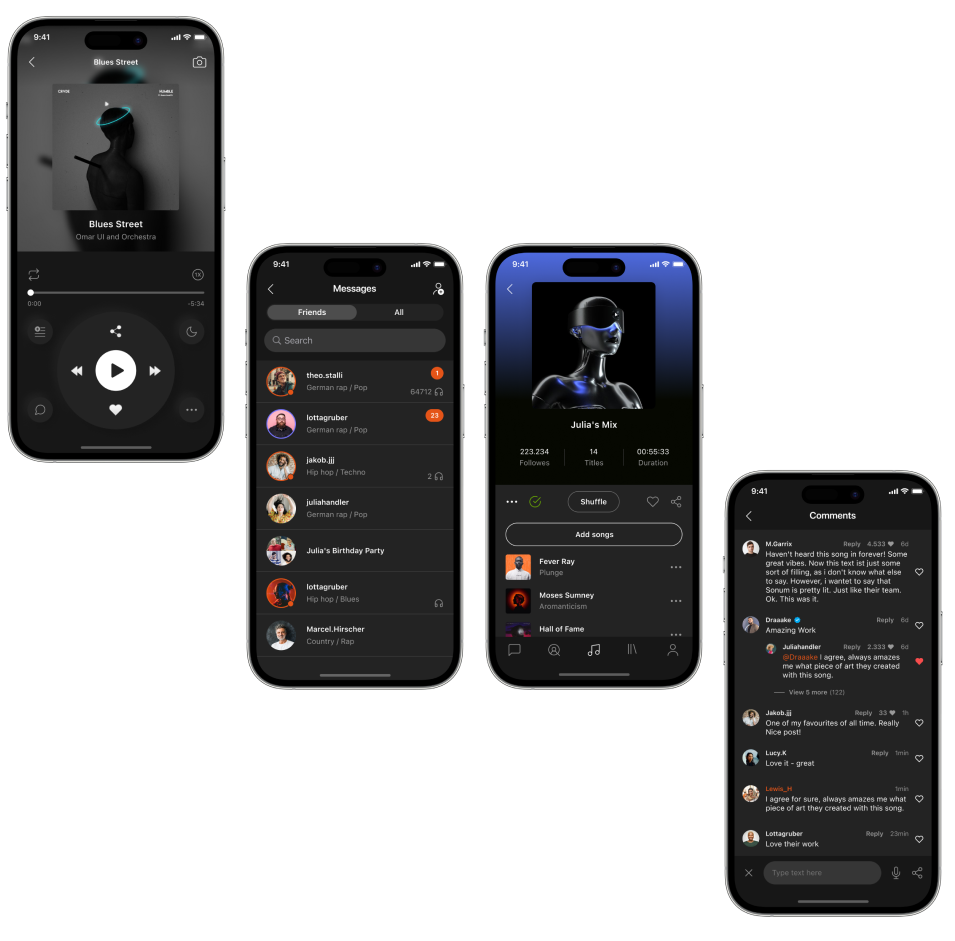 9:41
Blues Street
CENDE
HUMBLE
Blues Street
Omar UI and Orchestra
1X
0:00 -5:34
9:41
Messages
Friends All
Search
theo.stalli 1
German rap / Pop 64712
lottagruber 23
German rap / Pop
jakob.jjj
Hip hop / Techno 2
juliahandler
German rap / Pop
Julia's Birthday Party
lottagruber
Hip hop / Blues
Marcel.Hirscher
Country / Rap
9:41
Julia's Mix
223.234 14 00:55:33
Followes Titles Duration
Shuffle
Add songs
Fever Ray
Plunge
Moses Sumney
Aromanticism
Hall of Fame
9:41
Comments
M.Garrix Reply 4.533 6d
Haven't heard this song in forever! Some
great vibes. Now this text ist just some
sort of filling, as i don't know what else
to say. However, i wantet to say that
Sonum is pretty lit. Just like their team.
Ok. This was it.
Draaake Reply 6d
Amazing Work
Juliahandler Reply 2.333 6d
@Draaake I agree, always amazes
me what piece of art they created
with this song.
View 5 more (122)
Jakob.jjj Reply 33 1h
One of my favourites of all time. Really
Nice post!
Lucy.K Reply 1min
Love it - great
Lewis_H 1min
I agree for sure, always amazes me what
piece of art they created with this song.
Lottagruber Reply 23min
Love their work
Type text here